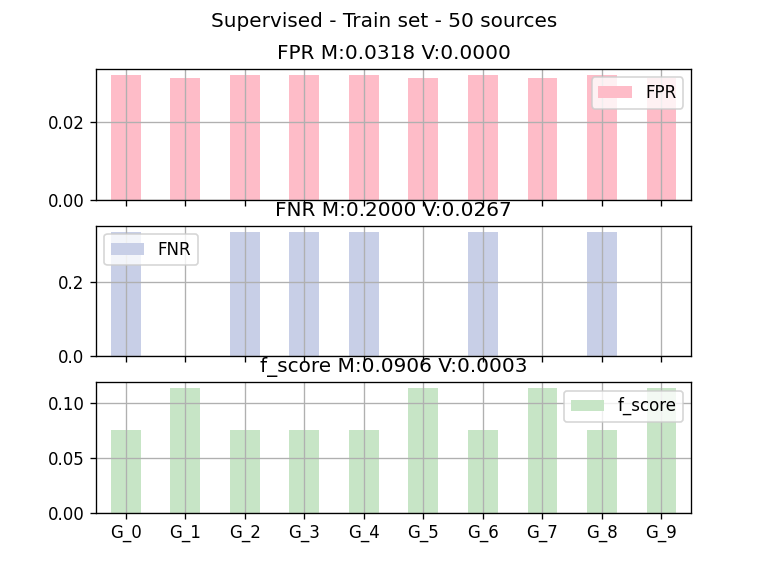 Supervised - Train set - 50 sources
FPR M:0.0318 V:0.0000
FPR
0.02
0.00
FNR M:0.2000 V:0.0267
FNR
0.2
0.0
f_score M:0.0906 V:0.0003
f_score
0.10
0.05
0.00
G_0 G_1 G_2 G_3 G_4 G_5 G_6 G_7 G_8 G_9